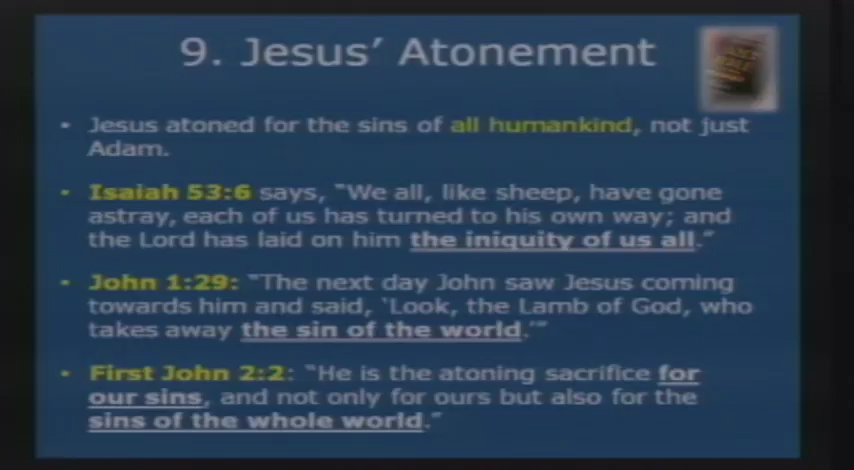 9. Jesus' Atonement
• Jesus atoned for the sins of all humankind, not just
Adam.
• Isaiah 53:6 says, "We all, like sheep, have gone
astray, each of us has turned to his own way; and
the Lord has laid on him the iniquity of us all."
• John 1:29: "The next day John saw Jesus coming
towards him and said, 'Look, the Lamb of God, who
takes away the sin of the world.'"
• First John 2:2: "He is the atoning sacrifice for
our sins, and not only for ours but also for the
sins of the whole world."